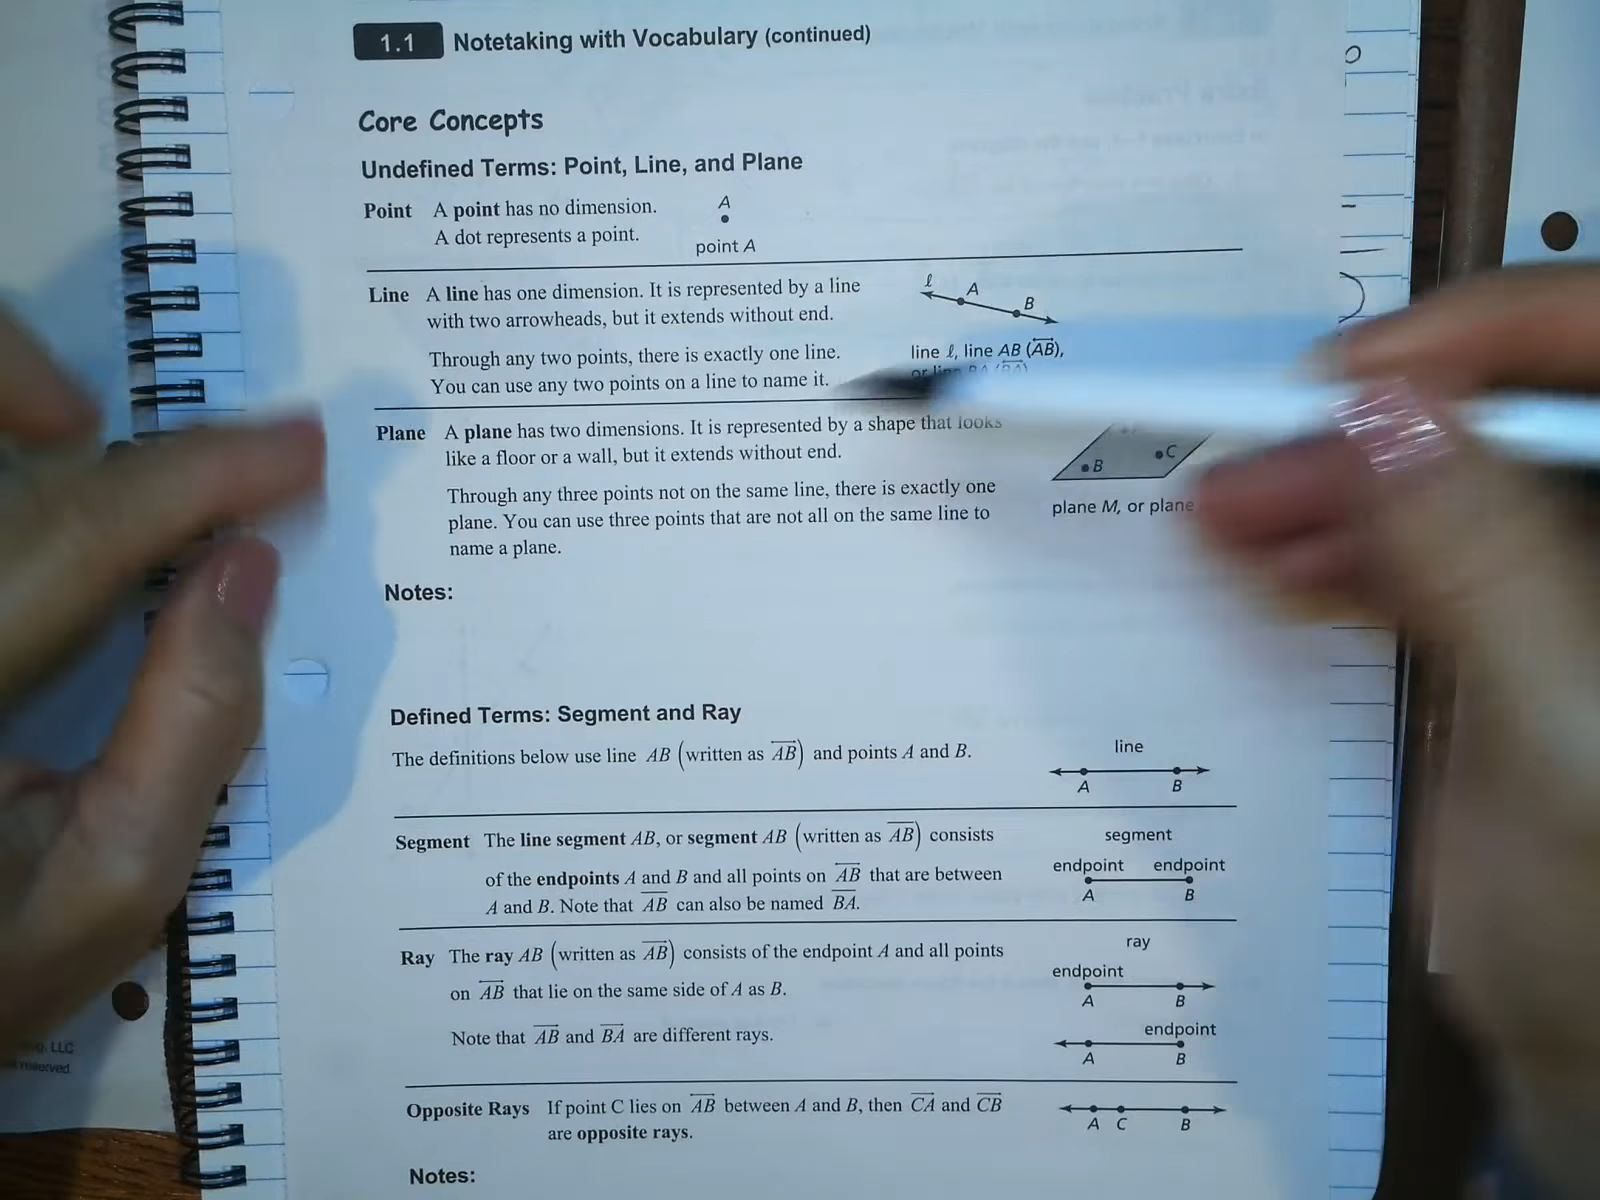 1.1 Notetaking with Vocabulary (continued)
Core Concepts
Undefined Terms: Point, Line, and Plane
Point A point has no dimension.
A dot represents a point.
A
point A
Line A line has one dimension. It is represented by a line
with two arrowheads, but it extends without end.
Through any two points, there is exactly one line.
You can use any two points on a line to name it.
ℓ A B
line ℓ, line AB (AB),
or line BA (BA)
Plane A plane has two dimensions. It is represented by a shape that looks
like a floor or a wall, but it extends without end.
Through any three points not on the same line, there is exactly one
plane. You can use three points that are not all on the same line to
name a plane.
B C
plane M, or plane
Notes:
Defined Terms: Segment and Ray
The definitions below use line AB (written as AB) and points A and B.
line
A B
Segment The line segment AB, or segment AB (written as AB) consists
of the endpoints A and B and all points on AB that are between
A and B. Note that AB can also be named BA.
segment
endpoint endpoint
A B
Ray The ray AB (written as AB) consists of the endpoint A and all points
on AB that lie on the same side of A as B.
Note that AB and BA are different rays.
ray
endpoint
A B
endpoint
A B
Opposite Rays If point C lies on AB between A and B, then CA and CB
are opposite rays.
A C B
Notes:
LLC
reserved.